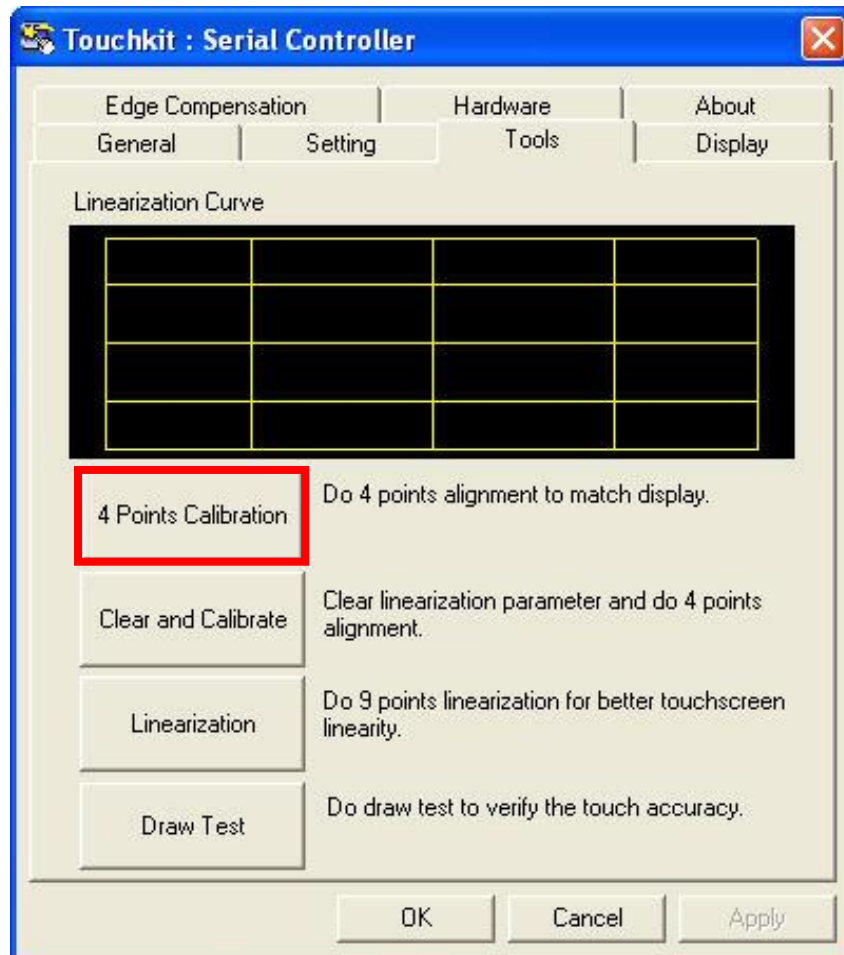 Touchkit : Serial Controller
Edge Compensation Hardware About
General Setting Tools Display
Linearization Curve
4 Points Calibration
Do 4 points alignment to match display.
Clear and Calibrate
Clear linearization parameter and do 4 points
alignment.
Linearization
Do 9 points linearization for better touchscreen
linearity.
Draw Test
Do draw test to verify the touch accuracy.
OK Cancel Apply